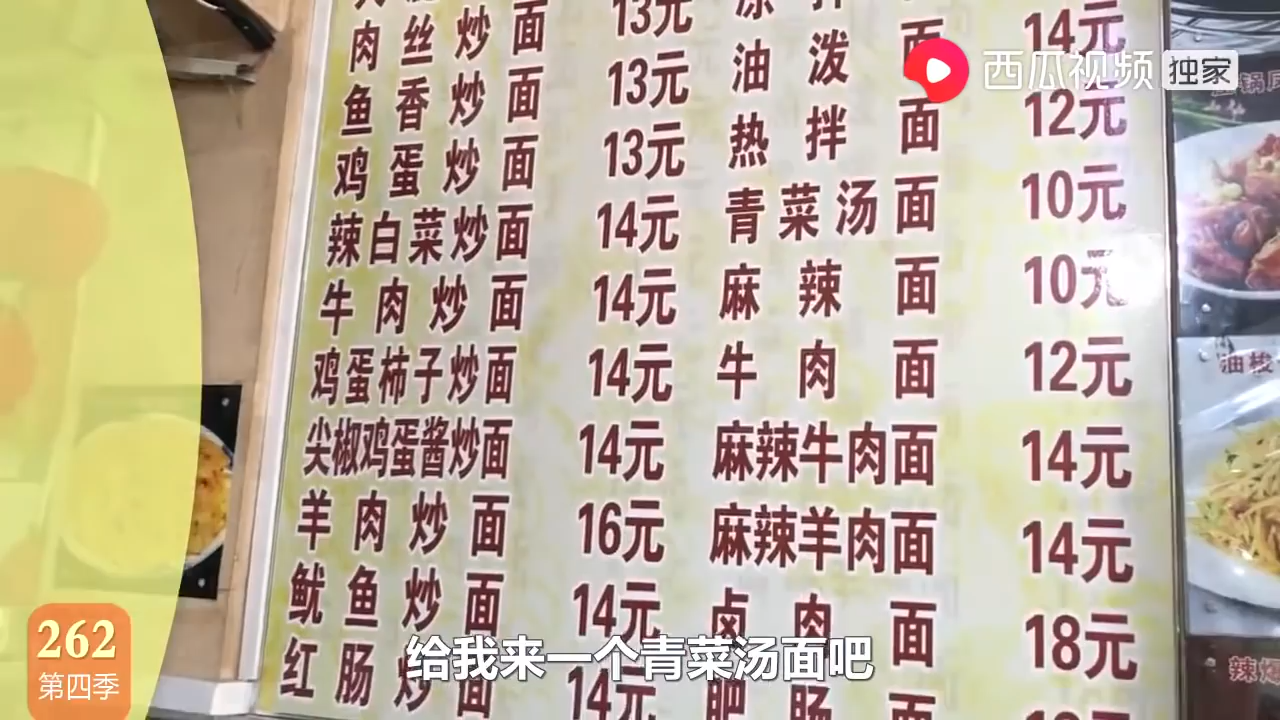 西瓜视频 独家
肉丝炒面 13元 油泼面 14元
鱼香炒面 13元 热拌面 12元
鸡蛋炒面 13元 青菜汤面 10元
辣白菜炒面 14元 麻辣面 10元
牛肉炒面 14元 牛肉面 12元
鸡蛋柿子炒面 14元 麻辣牛肉面 14元
尖椒鸡蛋酱炒面 14元 麻辣羊肉面 14元
羊肉炒面 16元 卤肉面 18元
鱿鱼炒面 14元 肥肠面
红肠炒面 14元
油梭
辣
给我来一个青菜汤面吧
262
第四季